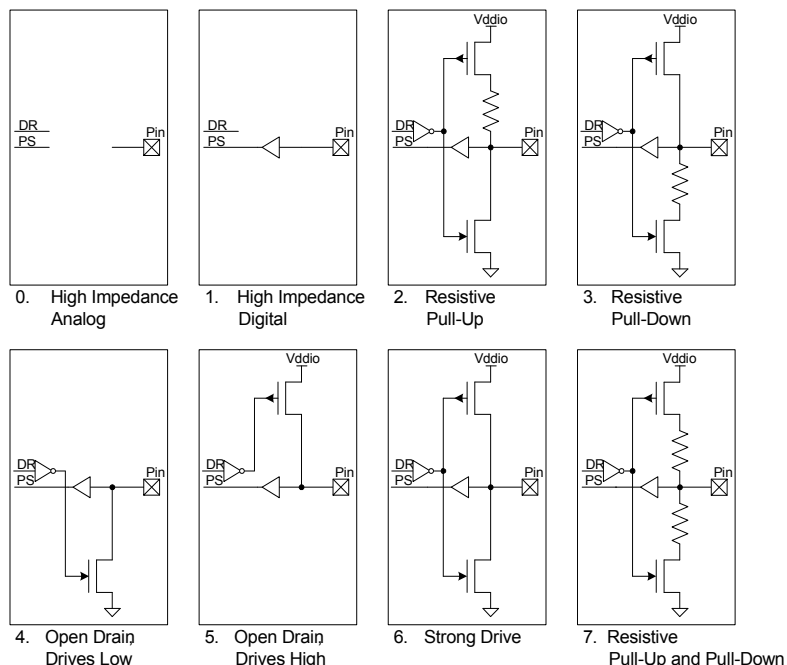 Vddio Vddio
DR Pin DR Pin DR Pin DR Pin
PS PS PS PS
0. High Impedance 1. High Impedance 2. Resistive 3. Resistive
Analog Digital Pull-Up Pull-Down
Vddio Vddio Vddio
DR Pin DR Pin DR Pin DR Pin
PS PS PS PS
4. Open Drain, 5. Open Drain, 6. Strong Drive 7. Resistive
Drives Low Drives High Pull-Up and Pull-Down